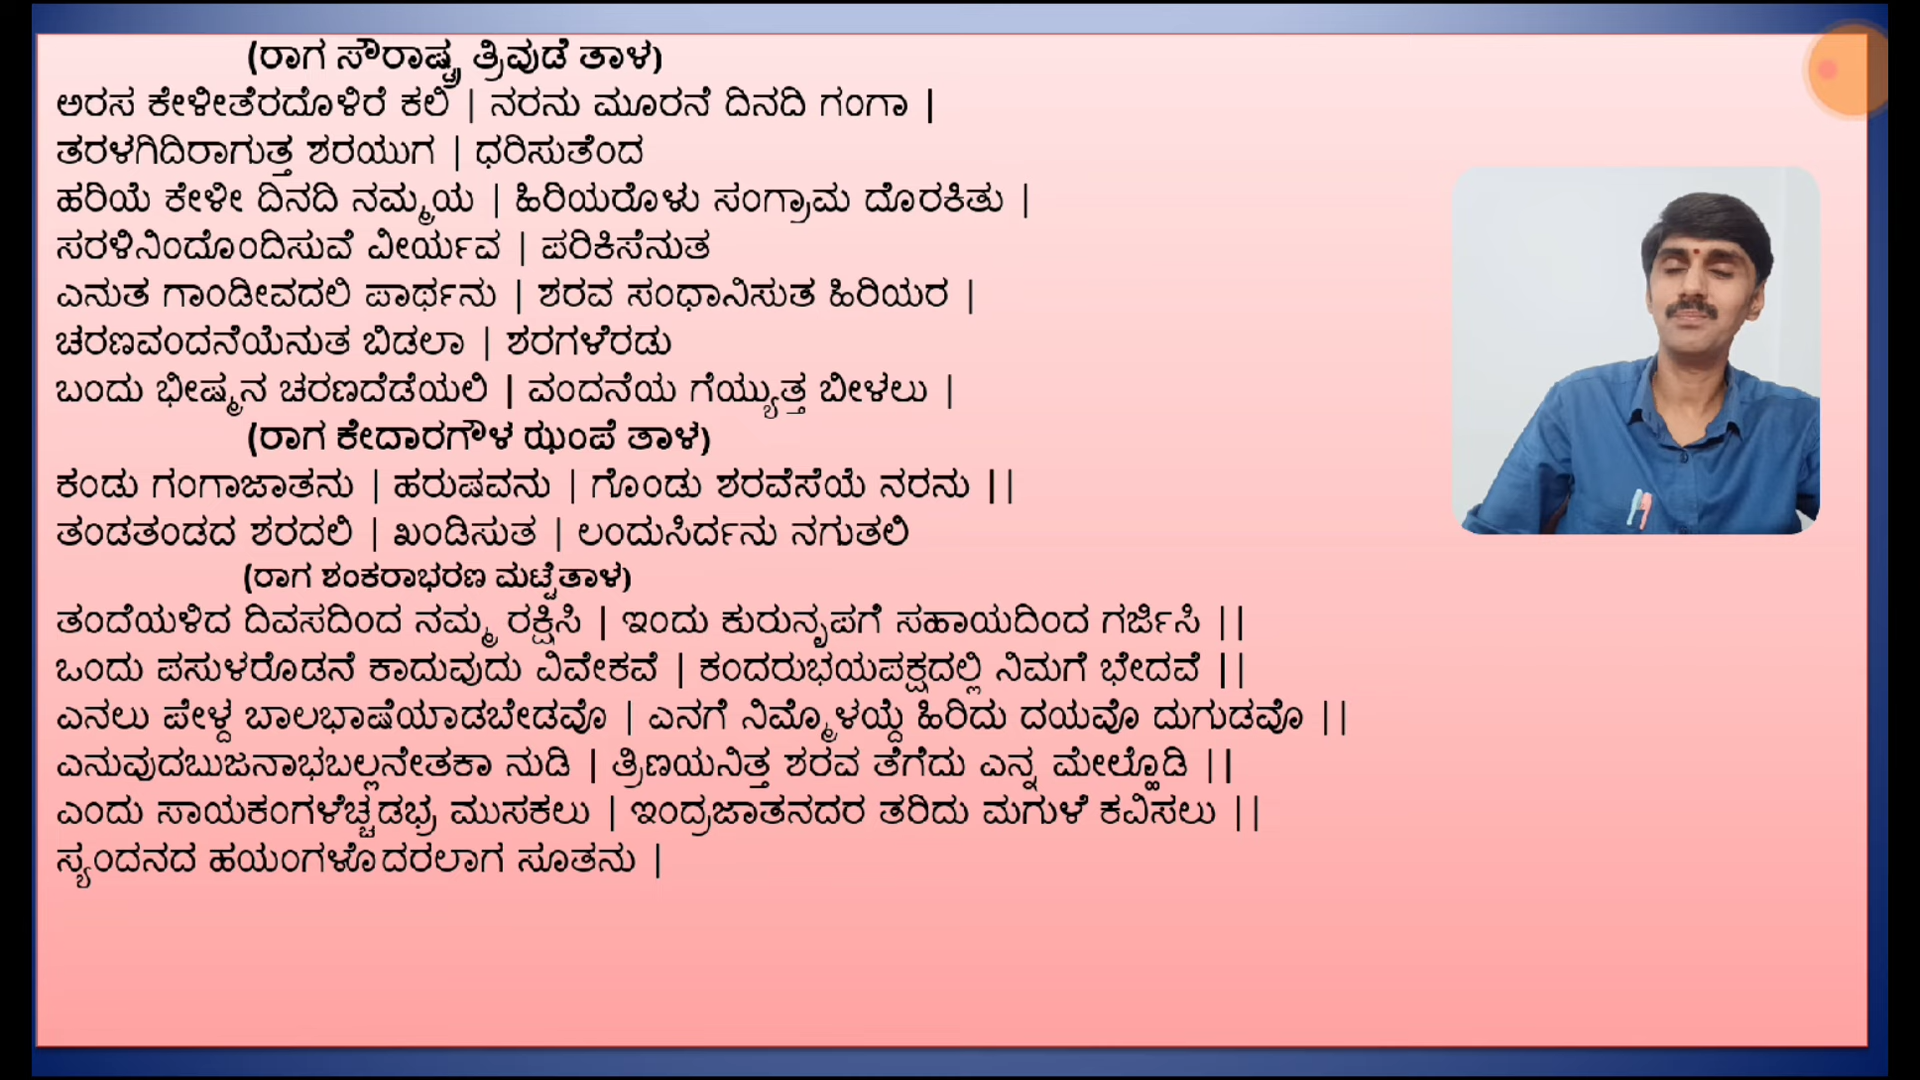 (ರಾಗ ಸೌರಾಷ್ಟ್ರ ತ್ರಿವುಡೆ ತಾಳ)
ಅರಸ ಕೇಳೀತೆರದೊಳಿರೆ ಕಲಿ | ನರನು ಮೂರನೆ ದಿನದಿ ಗಂಗಾ |
ತರಳಗಿದಿರಾಗುತ್ತ ಶರಯುಗ | ಧರಿಸುತೆಂದ
ಹರಿಯೆ ಕೇಳೀ ದಿನದಿ ನಮ್ಮಯ | ಹಿರಿಯರೊಳು ಸಂಗ್ರಾಮ ದೊರಕಿತು |
ಸರಳಿನಿಂದೊಂದಿಸುವೆ ವೀರ್ಯವ | ಪರಿಕಿಸೆನುತ
ಎನುತ ಗಾಂಡೀವದಲಿ ಪಾರ್ಥನು | ಶರವ ಸಂಧಾನಿಸುತ ಹಿರಿಯರ |
ಚರಣವಂದನೆಯೆನುತ ಬಿಡಲಾ | ಶರಗಳೆರಡು
ಬಂದು ಭೀಷ್ಮನ ಚರಣದೆಡೆಯಲಿ | ವಂದನೆಯ ಗೆಯ್ಯುತ್ತ ಬೀಳಲು |
(ರಾಗ ಕೇದಾರಗೌಳ ಝಂಪೆ ತಾಳ)
ಕಂಡು ಗಂಗಾಜಾತನು | ಹರುಷವನು | ಗೊಂಡು ಶರವೆಸೆಯೆ ನರನು ||
ತಂಡತಂಡದ ಶರದಲಿ | ಖಂಡಿಸುತ | ಲಂದುಸಿರ್ದನು ನಗುತಲಿ
(ರಾಗ ಶಂಕರಾಭರಣ ಮಟ್ಟೆತಾಳ)
ತಂದೆಯಳಿದ ದಿವಸದಿಂದ ನಮ್ಮ ರಕ್ಷಿಸಿ | ಇಂದು ಕುರುನೃಪಗೆ ಸಹಾಯದಿಂದ ಗರ್ಜಿಸಿ ||
ಒಂದು ಪಸುಳರೊಡನೆ ಕಾದುವುದು ವಿವೇಕವೆ | ಕಂದರುಭಯಪಕ್ಷದಲ್ಲಿ ನಿಮಗೆ ಭೇದವೆ ||
ಎನಲು ಪೇಳ್ದ ಬಾಲಭಾಷೆಯಾಡಬೇಡವೊ | ಎನಗೆ ನಿಮ್ಮೊಳಯ್ದೆ ಹಿರಿದು ದಯವೊ ದುಗುಡವೊ ||
ಎನುವುದಬುಜನಾಭಬಲ್ಲನೇತಕಾ ನುಡಿ | ತ್ರಿಣಯನಿತ್ತ ಶರವ ತೆಗೆದು ಎನ್ನ ಮೇಲ್ಹೊಡಿ ||
ಎಂದು ಸಾಯಕಂಗಳೆಚ್ಚಡಭ್ರ ಮುಸಕಲು | ಇಂದ್ರಜಾತನದರ ತರಿದು ಮಗುಳೆ ಕವಿಸಲು ||
ಸ್ಯಂದನದ ಹಯಂಗಳೊದರಲಾಗ ಸೂತನು |